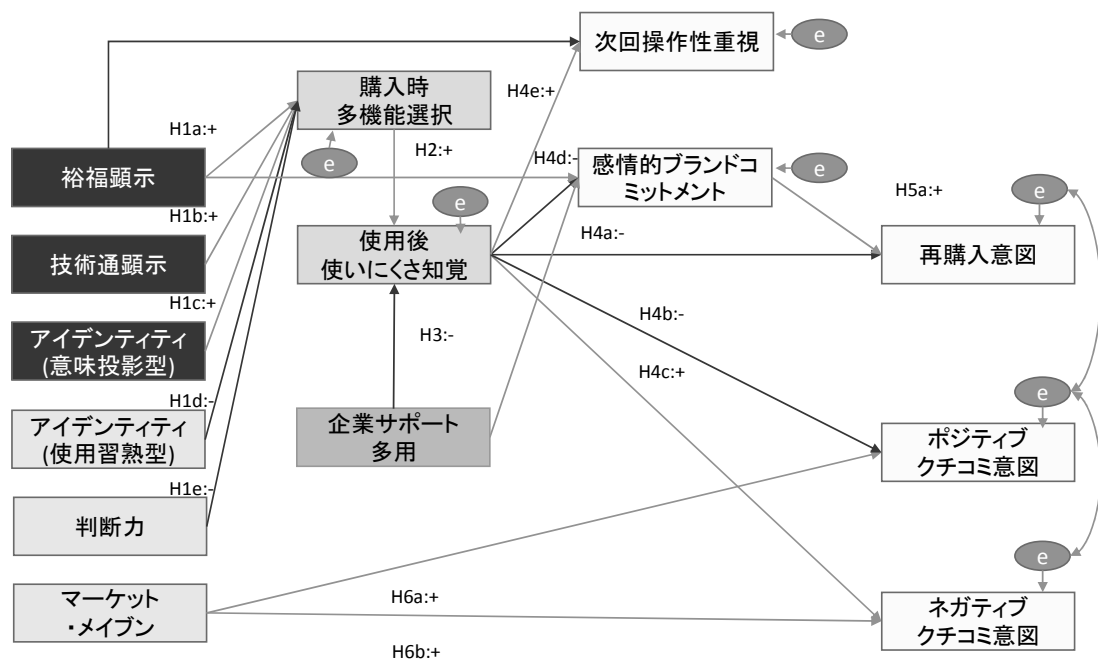 次回操作性重視
e
購入時
多機能選択
H4e:+
H1a:+
H2:+
e
H4d:-
感情的ブランドコ
ミットメント
e
裕福顕示
H5a:+
e
H1b:+
e
使用後
使いにくさ知覚
H4a:-
再購入意図
技術通顕示
H1c:+
アイデンティティ
(意味投影型)
H3:-
H4b:-
H4c:+
e
H1d:-
アイデンティティ
(使用習熟型)
企業サポート
多用
ポジティブ
クチコミ意図
H1e:-
判断力
e
マーケット
・メイブン
H6a:+
ネガティブ
クチコミ意図
H6b:+